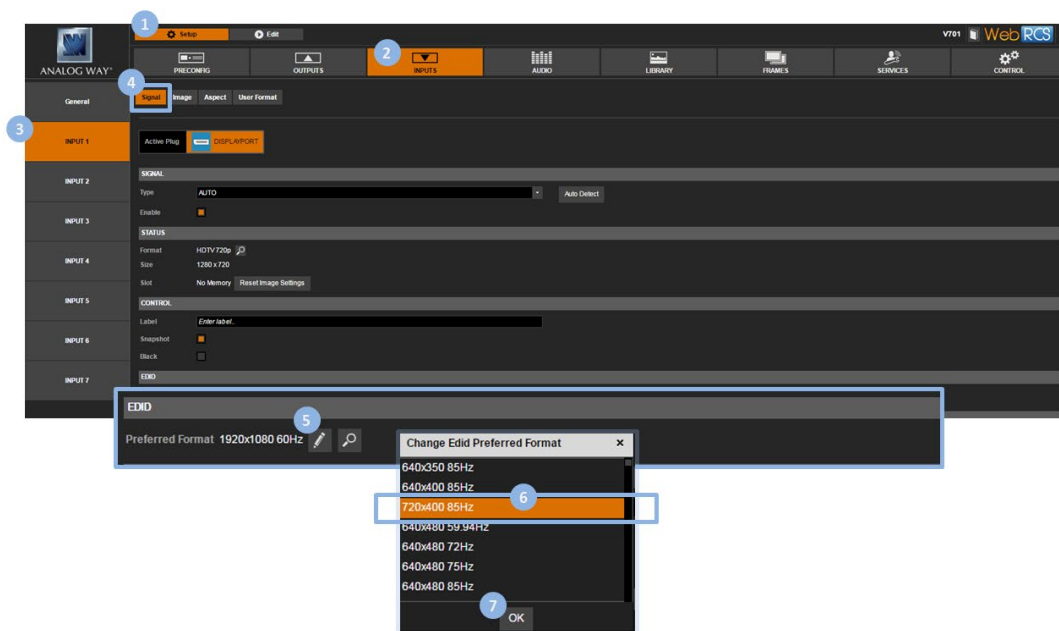 1
Setup
Edit
V701
Web RCS
ANALOG WAY®
PRECONFIG
OUTPUTS
2
INPUTS
AUDIO
LIBRARY
FRAMES
SERVICES
CONTROL
4
General
Signal Image Aspect User Format
3
INPUT 1
Active Plug DISPLAYPORT
INPUT 2
SIGNAL
Type AUTO Auto Detect
Enable
INPUT 3
STATUS
Format HDTV 720p
INPUT 4
Size 1280 x 720
Slot No Memory Reset Image Settings
INPUT 5
CONTROL
Label Enter label..
INPUT 6
Snapshot
Black
INPUT 7
EDID
EDID
5
Preferred Format 1920x1080 60Hz
Change Edid Preferred Format x
640x350 85Hz
640x400 85Hz
6
720x400 85Hz
640x480 59.94Hz
640x480 72Hz
640x480 75Hz
640x480 85Hz
7
OK